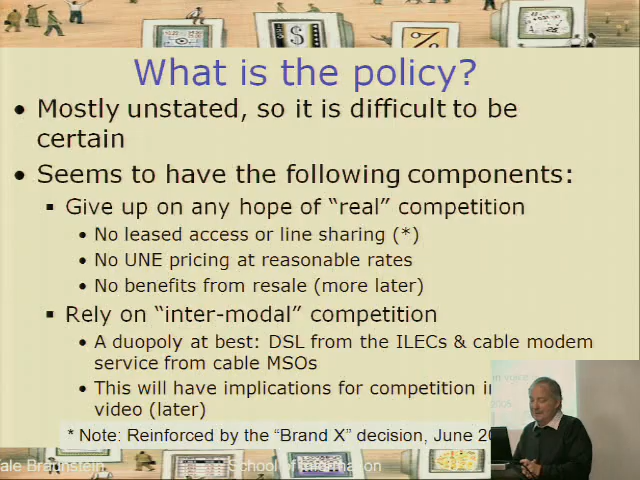 What is the policy?
• Mostly unstated, so it is difficult to be
certain
• Seems to have the following components:
▪ Give up on any hope of “real” competition
• No leased access or line sharing (*)
• No UNE pricing at reasonable rates
• No benefits from resale (more later)
▪ Rely on “inter-modal” competition
• A duopoly at best: DSL from the ILECs & cable modem
service from cable MSOs
• This will have implications for competition in
video (later)
* Note: Reinforced by the “Brand X” decision, June
School of Information